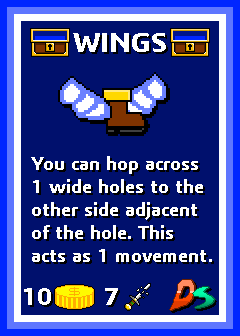 WINGS
You can hop across
1 wide holes to the
other side adjacent
of the hole. This
acts as 1 movement.
10 7 DS